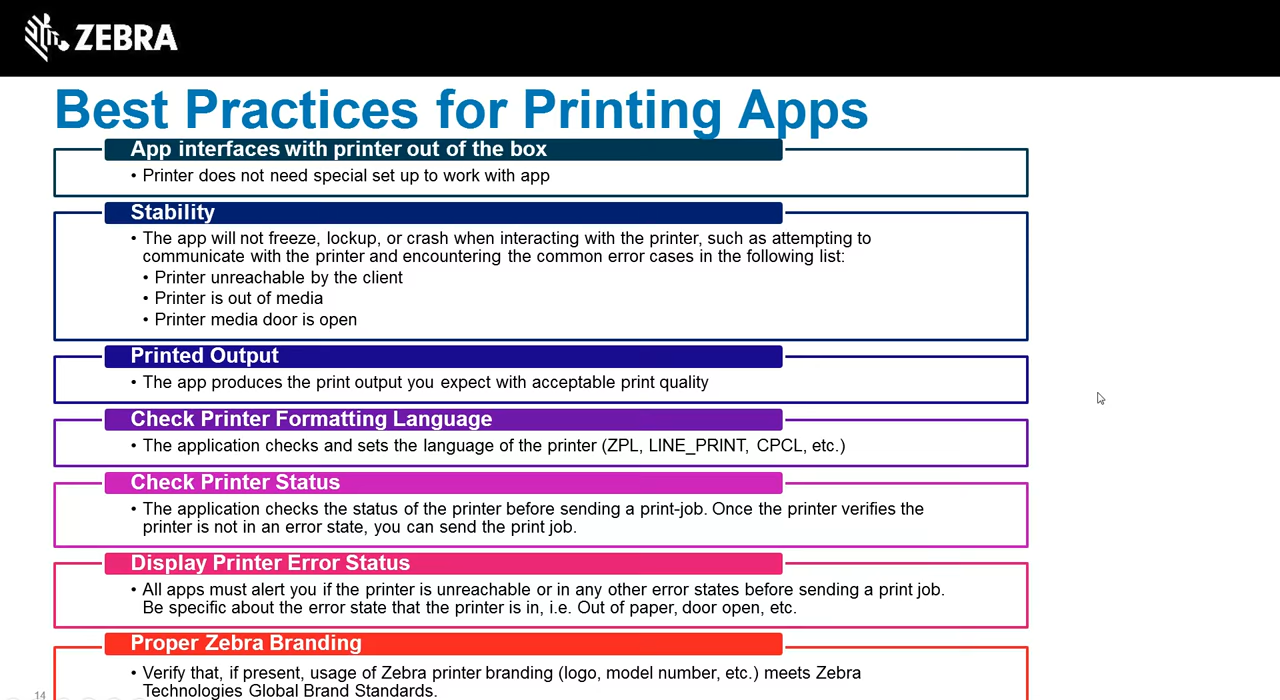 ZEBRA
Best Practices for Printing Apps
App interfaces with printer out of the box
• Printer does not need special set up to work with app
Stability
• The app will not freeze, lockup, or crash when interacting with the printer, such as attempting to
communicate with the printer and encountering the common error cases in the following list:
• Printer unreachable by the client
• Printer is out of media
• Printer media door is open
Printed Output
• The app produces the print output you expect with acceptable print quality
Check Printer Formatting Language
• The application checks and sets the language of the printer (ZPL, LINE_PRINT, CPCL, etc.)
Check Printer Status
• The application checks the status of the printer before sending a print-job. Once the printer verifies the
printer is not in an error state, you can send the print job.
Display Printer Error Status
• All apps must alert you if the printer is unreachable or in any other error states before sending a print job.
Be specific about the error state that the printer is in, i.e. Out of paper, door open, etc.
Proper Zebra Branding
• Verify that, if present, usage of Zebra printer branding (logo, model number, etc.) meets Zebra
Technologies Global Brand Standards.
14